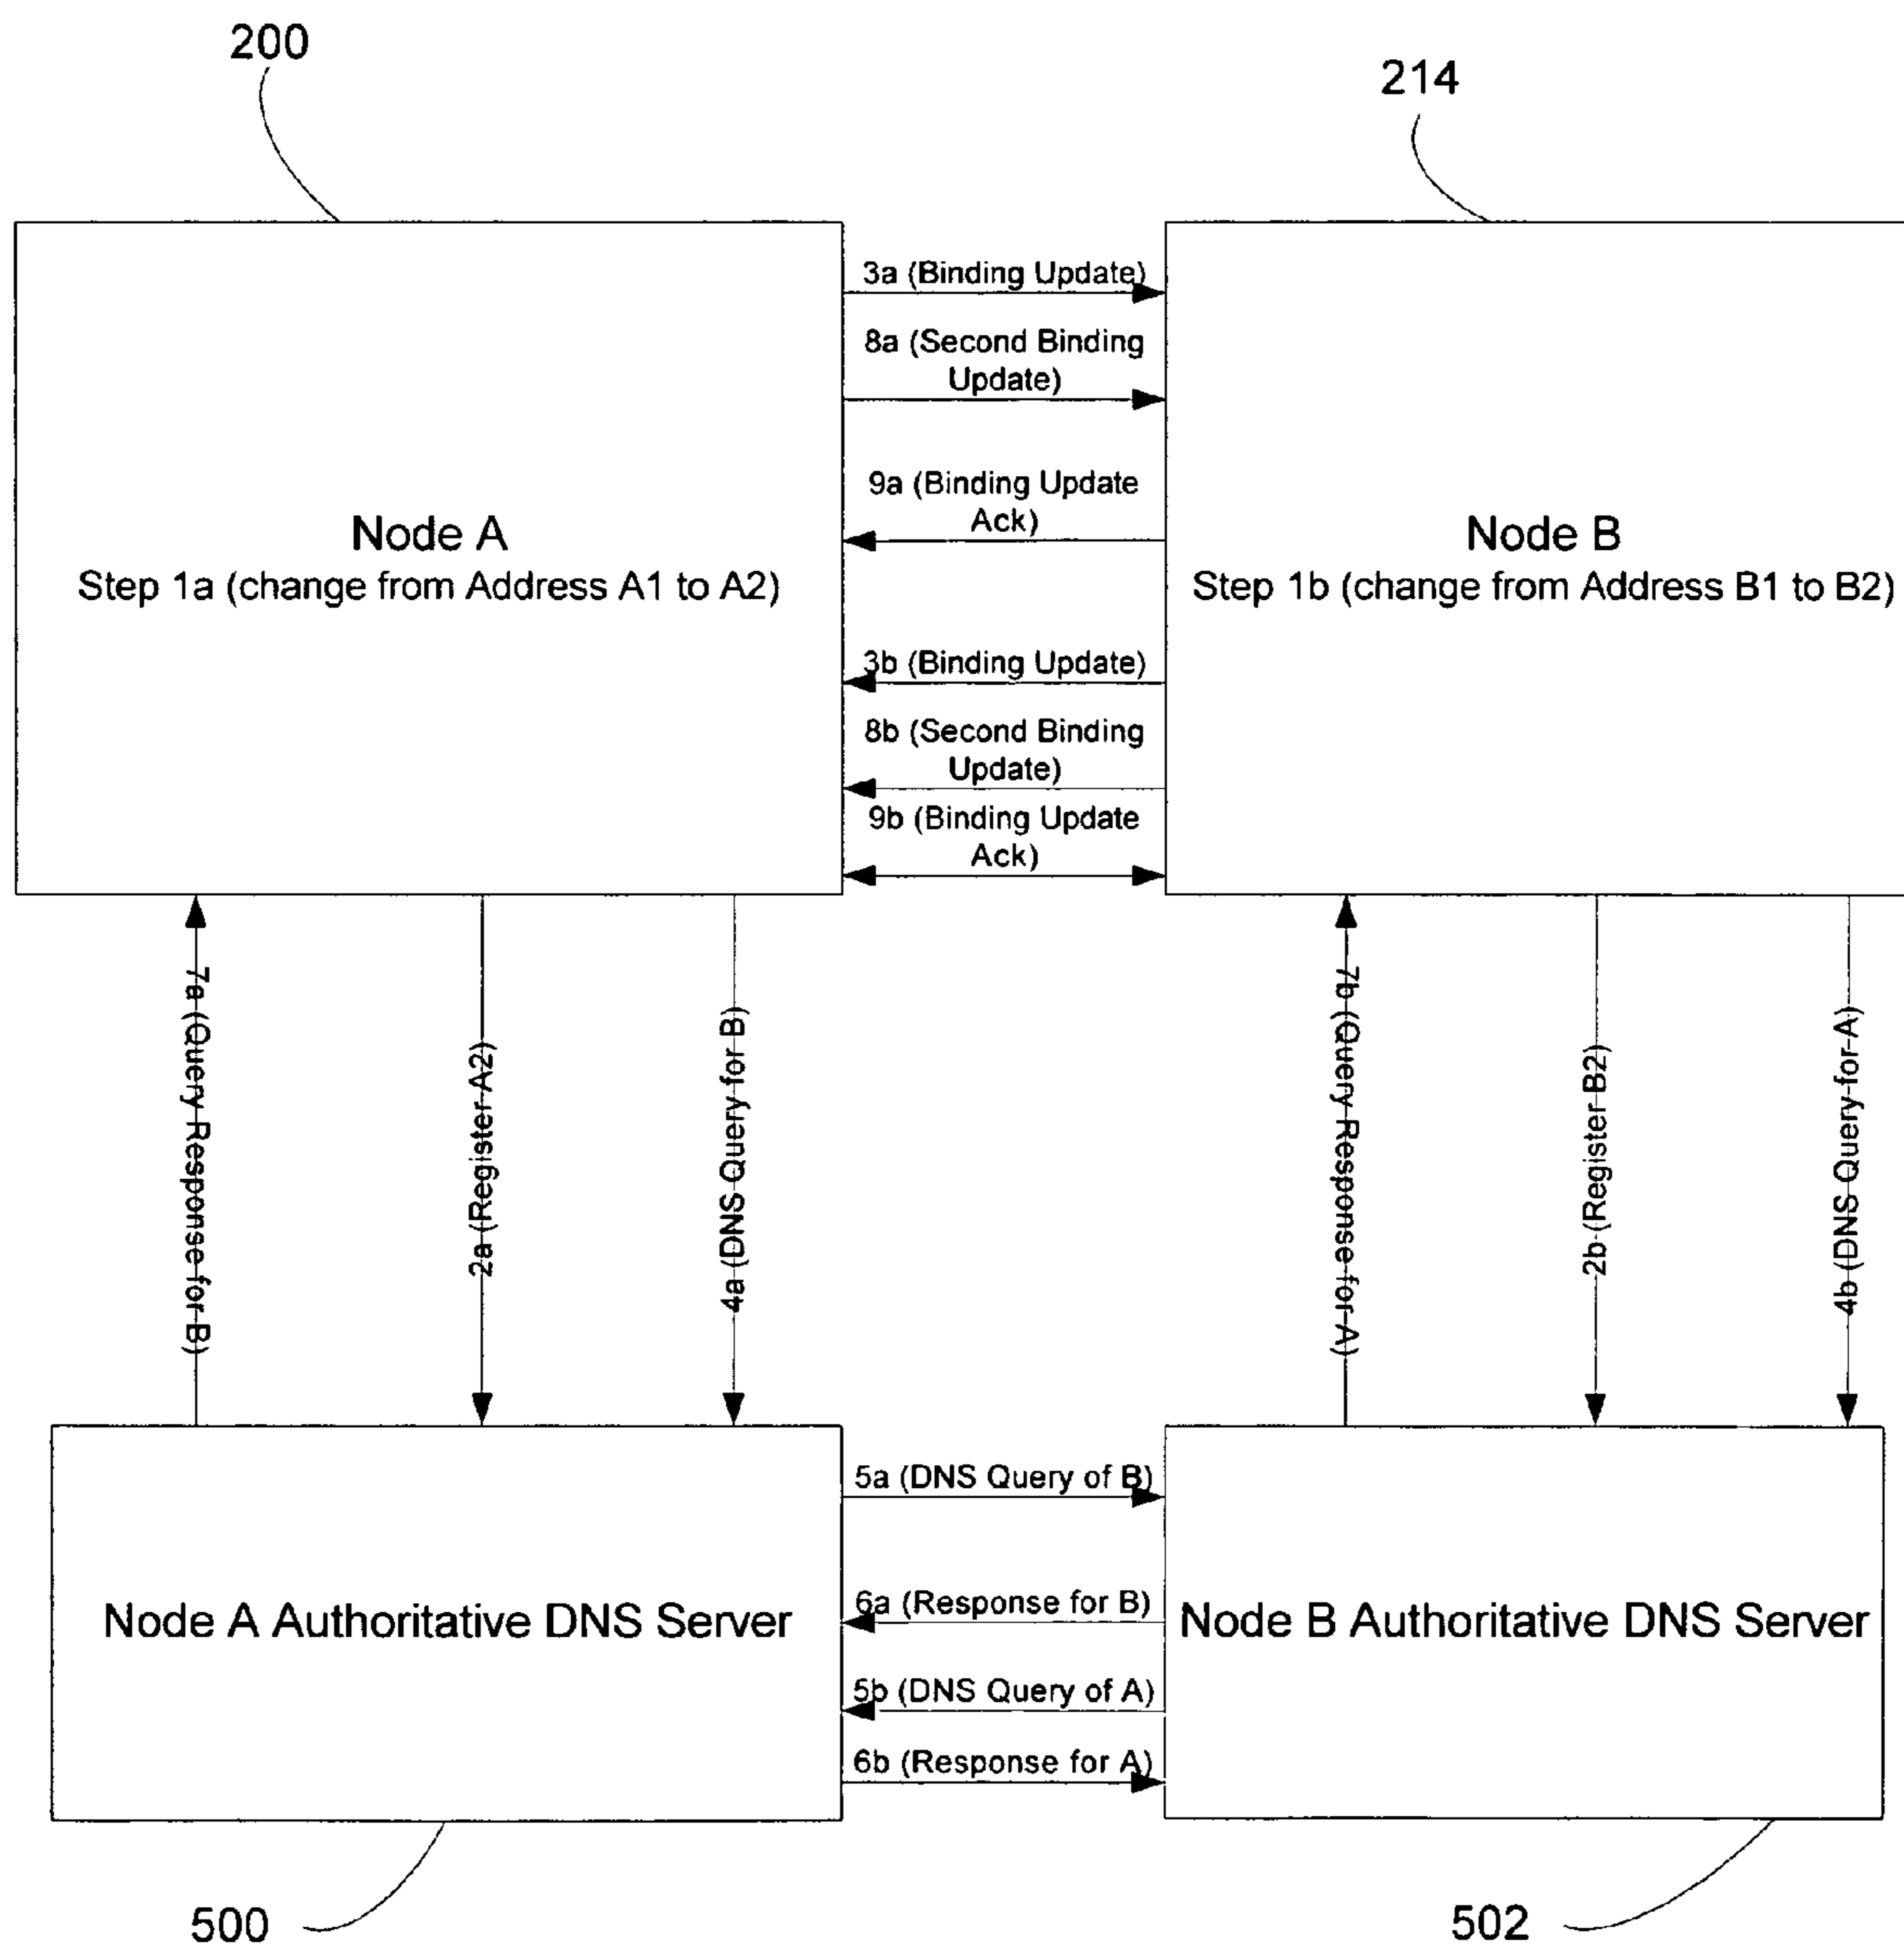 200
214
3a (Binding Update)
8a (Second Binding
Update)
9a (Binding Update
Ack)
Node A
Step 1a (change from Address A1 to A2)
Node B
Step 1b (change from Address B1 to B2)
3b (Binding Update)
8b (Second Binding
Update)
9b (Binding Update
Ack)
7a (Query Response for B)
2a (Register A2)
4a (DNS Query for B)
7b (Query Response for A)
2b (Register B2)
4b (DNS Query for A)
5a (DNS Query of B)
6a (Response for B)
Node A Authoritative DNS Server
Node B Authoritative DNS Server
5b (DNS Query of A)
6b (Response for A)
500
502